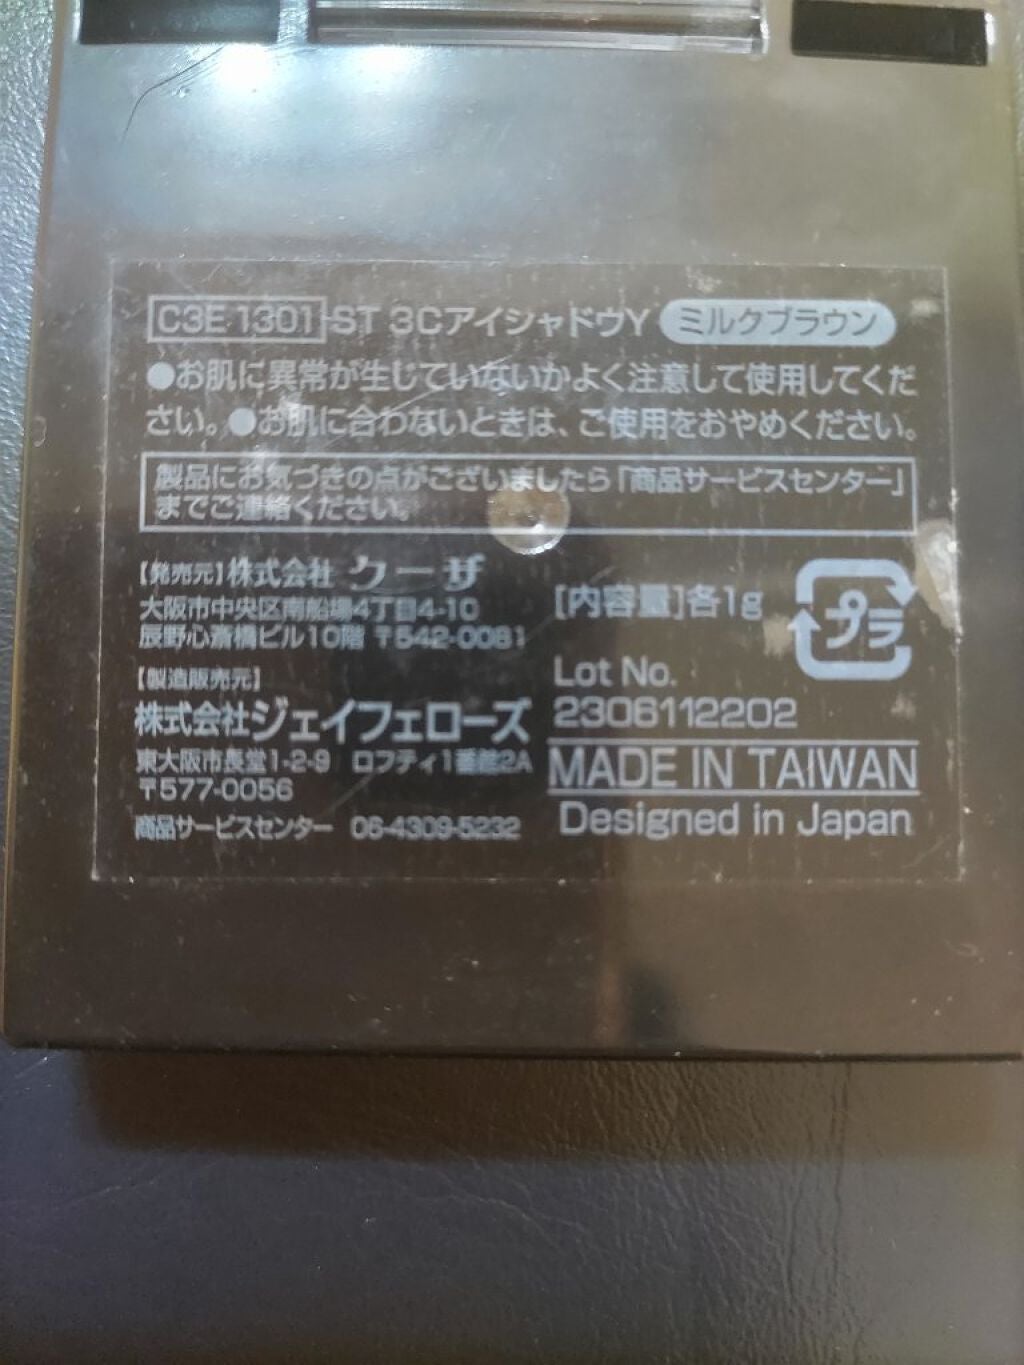 C3E 1301-ST 3CアイシャドウY ミルクブラウン
●お肌に異常が生じていないかよく注意して使用してくだ
さい。●お肌に合わないときは、ご使用をおやめください。
製品にお気づきの点がございましたら「商品サービスセンター」
までご連絡ください。
【発売元】株式会社 クーザ
大阪市中央区南船場4丁目4-10
辰野心斎橋ビル10階 〒542-0081
【製造販売元】
株式会社ジェイフェローズ
東大阪市長堂1-2-9 ロフティ1番館2A
〒577-0056
商品サービスセンター 06-4309-5232
[内容量]各1g
プラ
Lot No.
2306112202
MADE IN TAIWAN
Designed in Japan